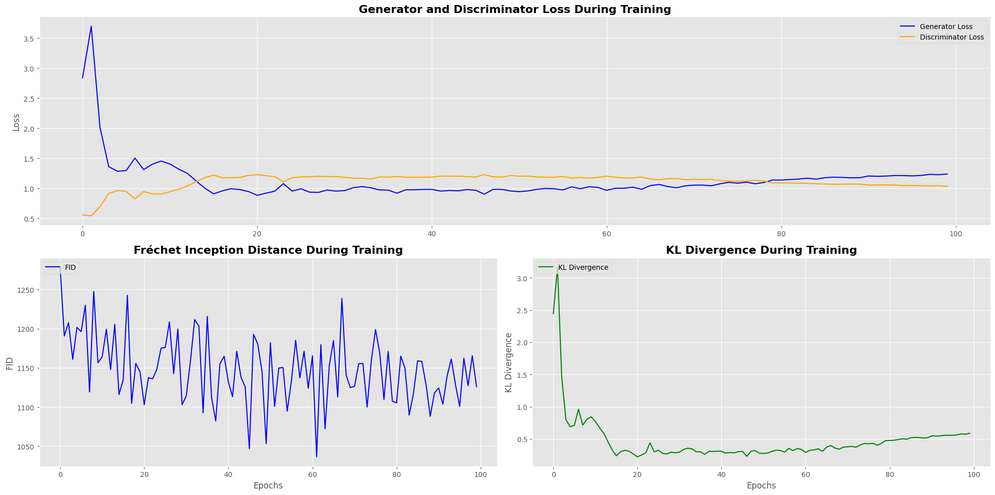 Generator and Discriminator Loss During Training
Generator Loss
Discriminator Loss
3.5
3.0
2.5
2.0
1.5
1.0
0.5
Loss
0 20 40 60 80 100
Fréchet Inception Distance During Training
FID
1250
1200
1150
1100
1050
FID
0 20 40 60 80 100
Epochs
KL Divergence During Training
KL Divergence
3.0
2.5
2.0
1.5
1.0
0.5
KL Divergence
0 20 40 60 80 100
Epochs